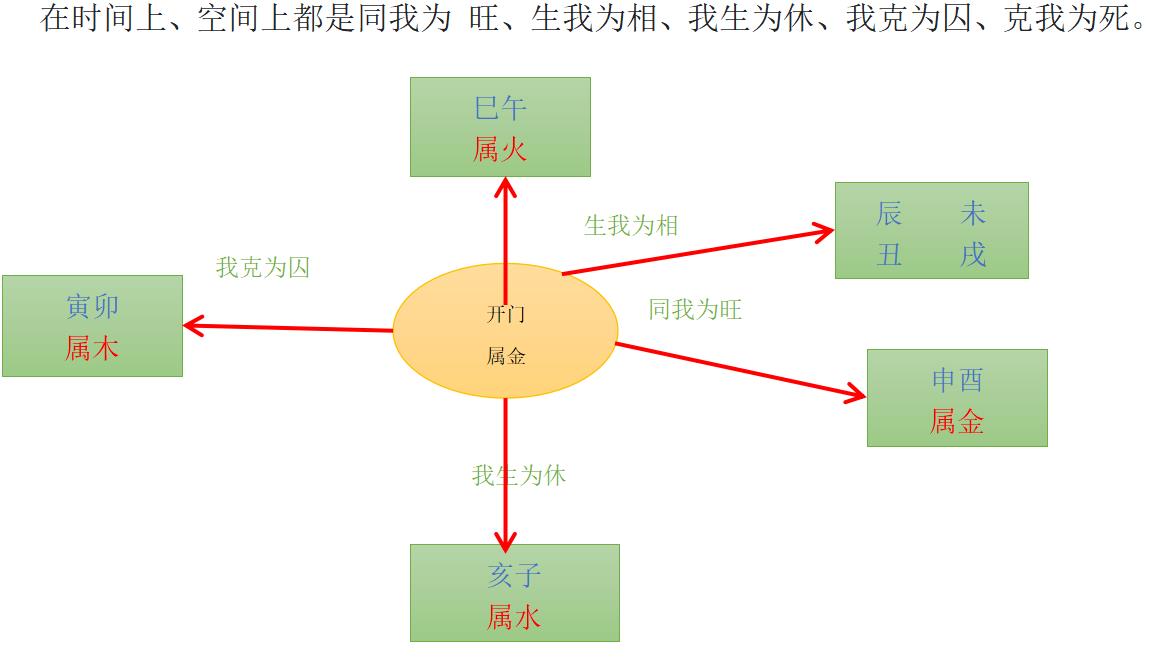 在时间上、空间上都是同我为 旺、生我为相、我生为休、我克为囚、克我为死。
巳午
属火
生我为相
辰 未
丑 戌
我克为囚
寅卯
属木
开门
属金
同我为旺
申酉
属金
我生为休
亥子
属水